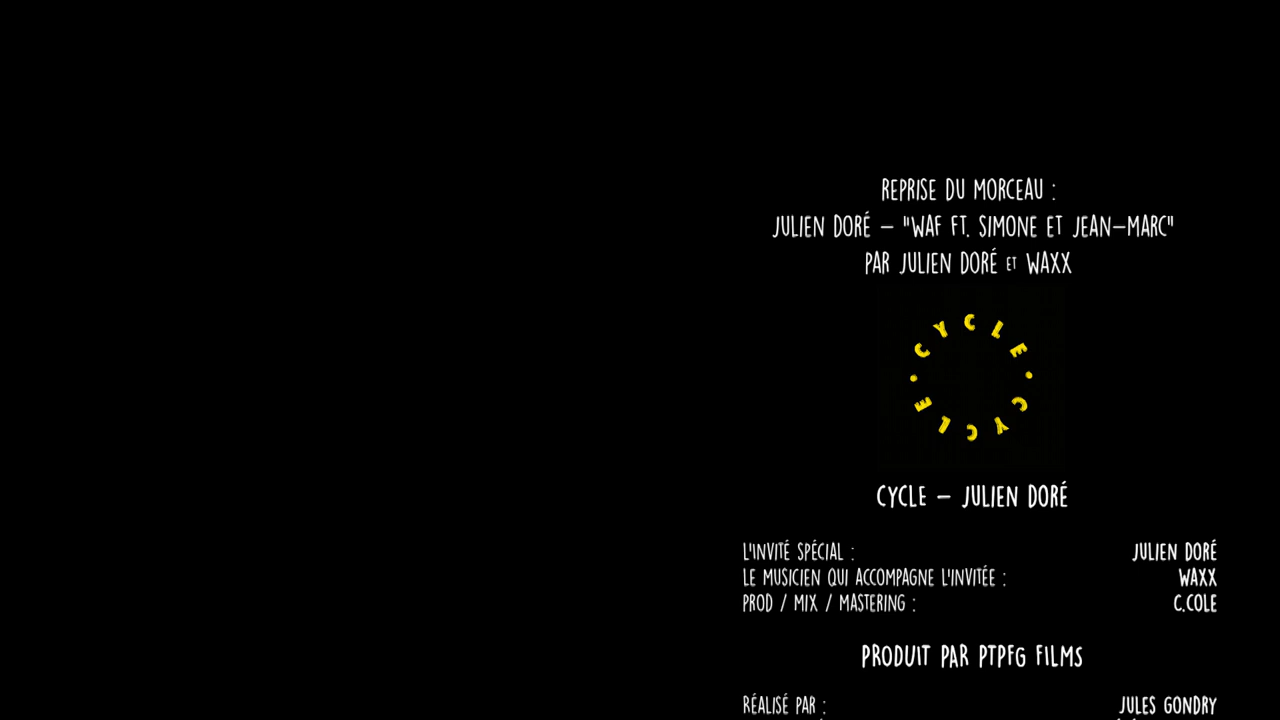 REPRISE DU MORCEAU :
JULIEN DORÉ – "WAF FT. SIMONE ET JEAN-MARC"
PAR JULIEN DORÉ ET WAXX
CYCLE • CYCLE •
CYCLE – JULIEN DORÉ
L'INVITÉ SPÉCIAL : JULIEN DORÉ
LE MUSICIEN QUI ACCOMPAGNE L'INVITÉE : WAXX
PROD / MIX / MASTERING : C.COLE
PRODUIT PAR PTPFG FILMS
RÉALISÉ PAR : JULES GONDRY